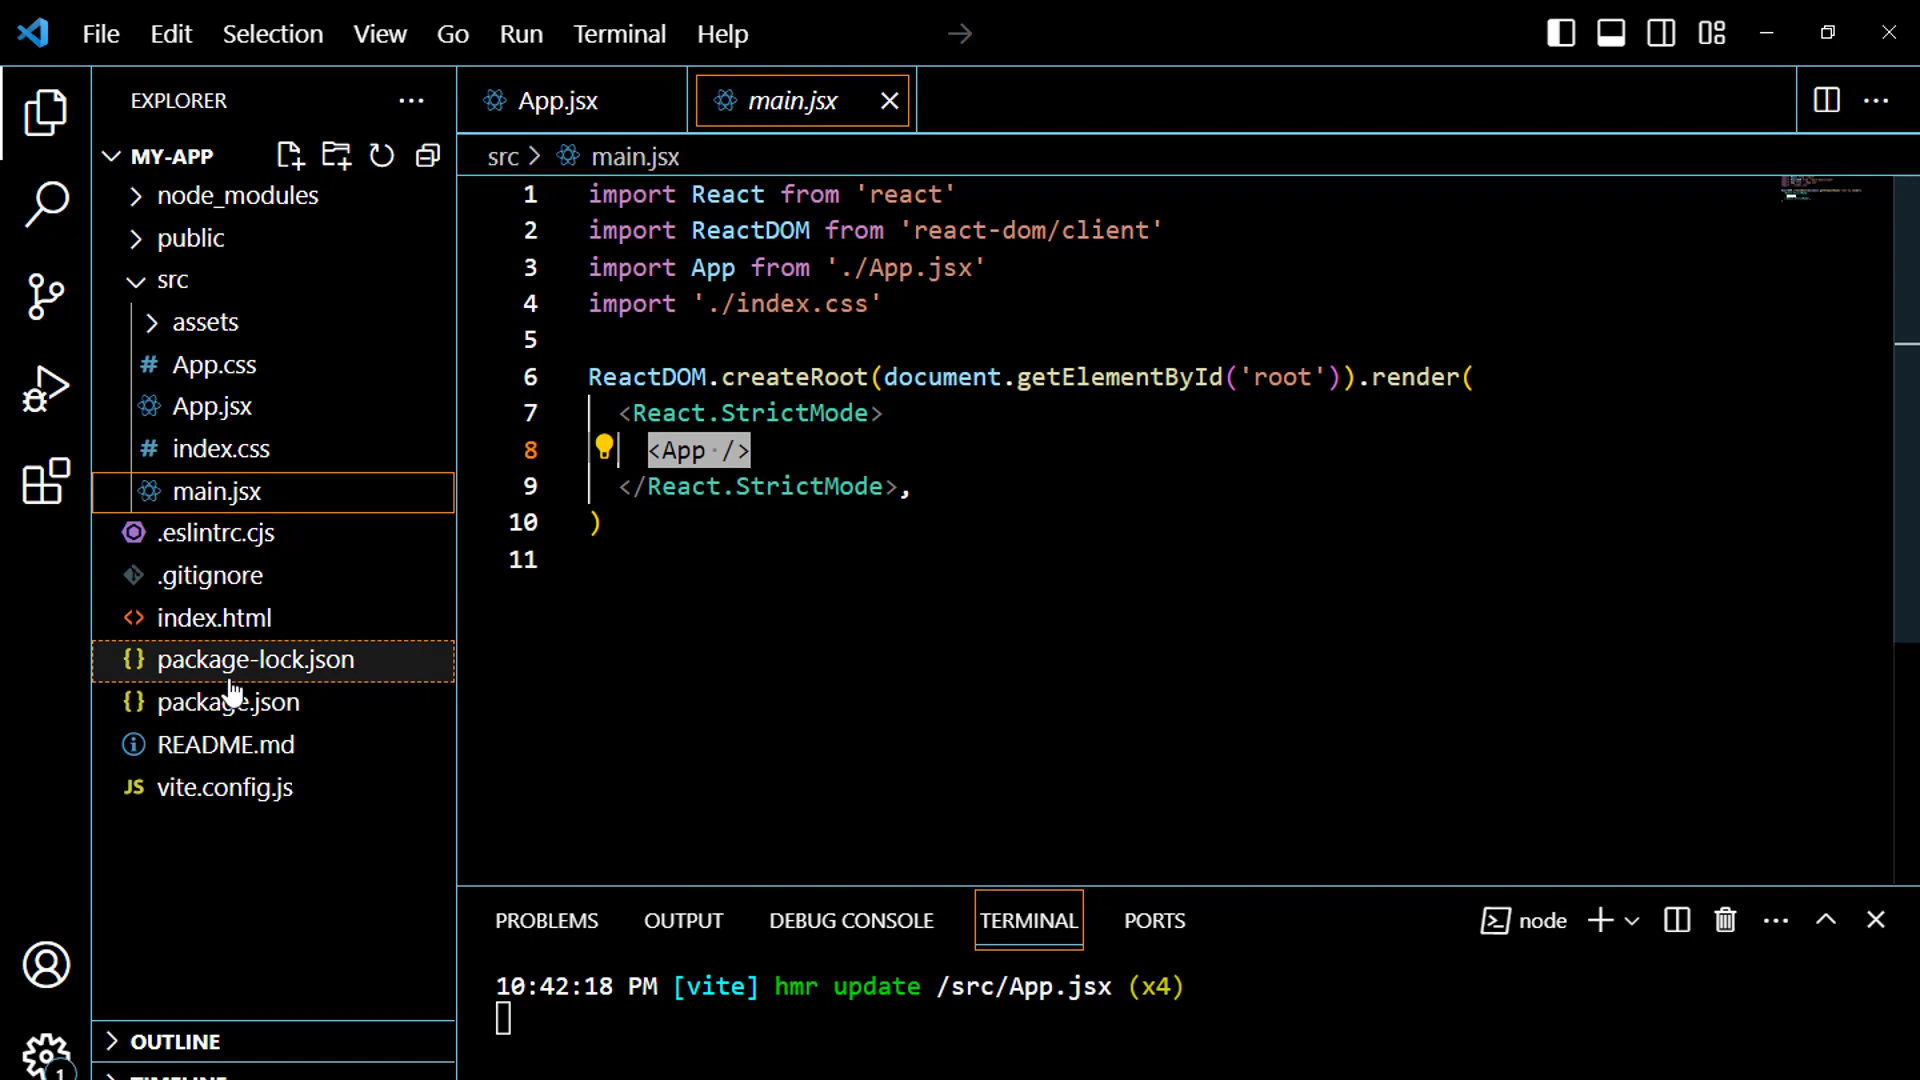 File Edit Selection View Go Run Terminal Help
EXPLORER
MY-APP
node_modules
public
src
assets
# App.css
App.jsx
# index.css
main.jsx
.eslintrc.cjs
.gitignore
<> index.html
{} package-lock.json
{} package.json
README.md
JS vite.config.js
OUTLINE
TIMELINE
1
App.jsx main.jsx
src > main.jsx
1 import React from 'react'
2 import ReactDOM from 'react-dom/client'
3 import App from './App.jsx'
4 import './index.css'
5
6 ReactDOM.createRoot(document.getElementById('root')).render(
7 <React.StrictMode>
8 <App />
9 </React.StrictMode>,
10 )
11
PROBLEMS OUTPUT DEBUG CONSOLE TERMINAL PORTS
node
10:42:18 PM [vite] hmr update /src/App.jsx (x4)